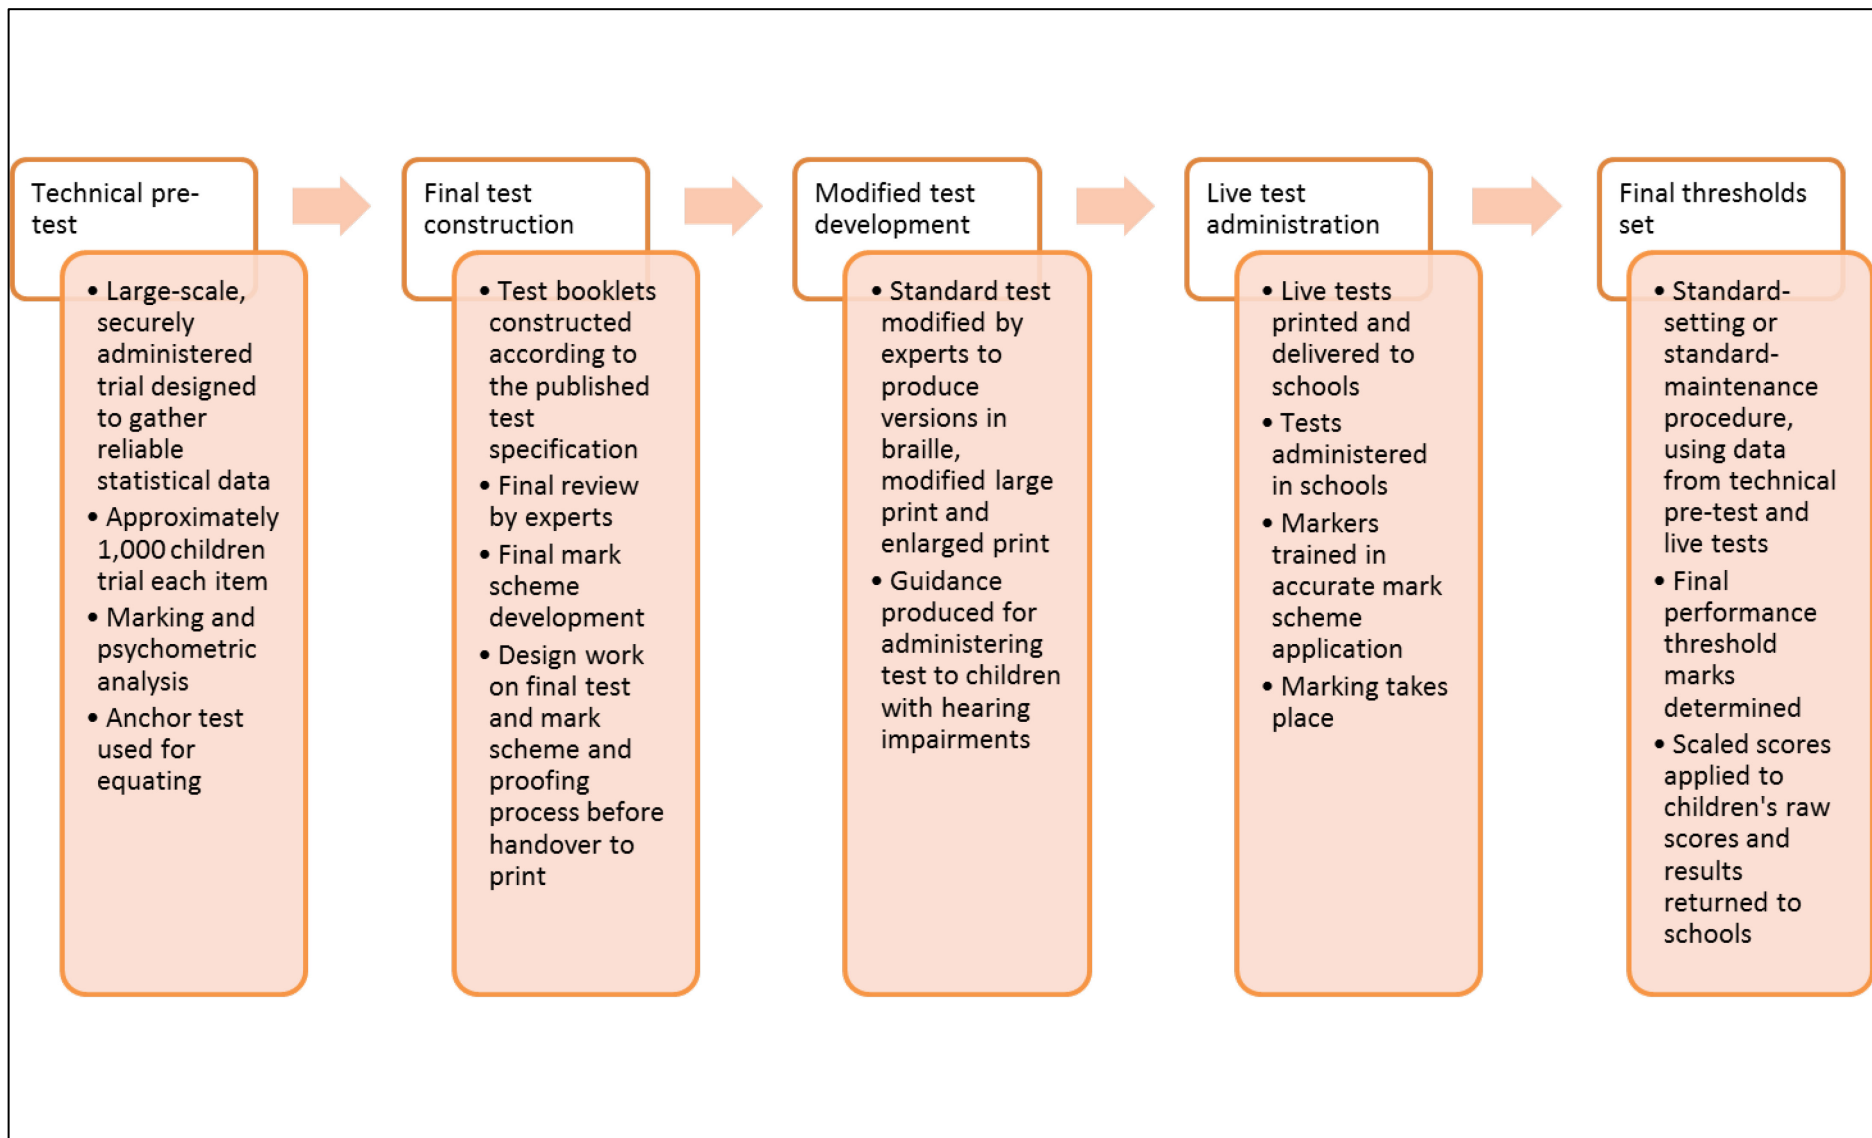 Technical pre-
test
• Large-scale,
securely
administered
trial designed
to gather
reliable
statistical data
• Approximately
1,000 children
trial each item
• Marking and
psychometric
analysis
• Anchor test
used for
equating
Final test
construction
• Test booklets
constructed
according to
the published
test
specification
• Final review
by experts
• Final mark
scheme
development
• Design work
on final test
and mark
scheme and
proofing
process before
handover to
print
Modified test
development
• Standard test
modified by
experts to
produce
versions in
braille,
modified large
print and
enlarged print
• Guidance
produced for
administering
test to children
with hearing
impairments
Live test
administration
• Live tests
printed and
delivered to
schools
• Tests
administered
in schools
• Markers
trained in
accurate mark
scheme
application
• Marking takes
place
Final thresholds
set
• Standard-
setting or
standard-
maintenance
procedure,
using data
from technical
pre-test and
live tests
• Final
performance
threshold
marks
determined
• Scaled scores
applied to
children's raw
scores and
results
returned to
schools